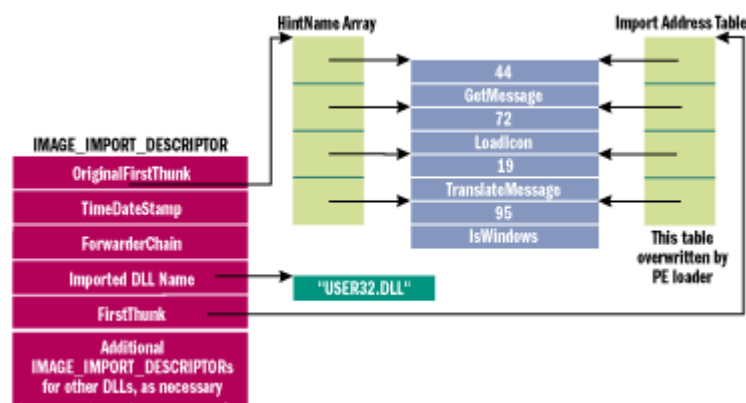 HintName Array
Import Address Table
44
GetMessage
72
LoadIcon
19
TranslateMessage
95
IsWindows
IMAGE_IMPORT_DESCRIPTOR
OriginalFirstThunk
TimeDateStamp
ForwarderChain
Imported DLL Name
FirstThunk
Additional
IMAGE_IMPORT_DESCRIPTORs
for other DLLs, as necessary
"USER32.DLL"
This table
overwritten by
PE loader